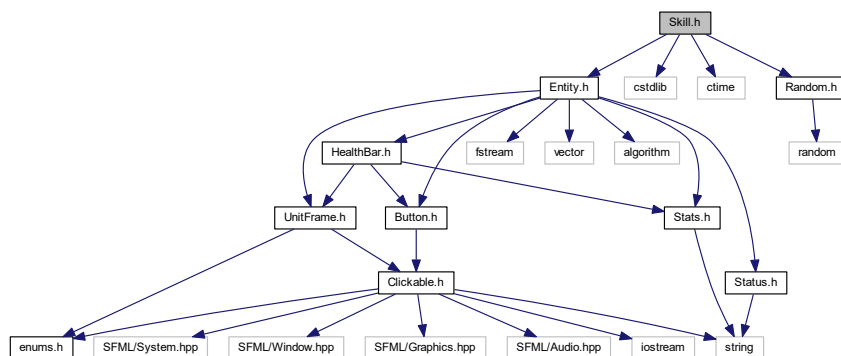 Skill.h
Entity.h
cstdlib
ctime
Random.h
HealthBar.h
fstream
vector
algorithm
random
UnitFrame.h
Button.h
Stats.h
Clickable.h
Status.h
enums.h
SFML/System.hpp
SFML/Window.hpp
SFML/Graphics.hpp
SFML/Audio.hpp
iostream
string